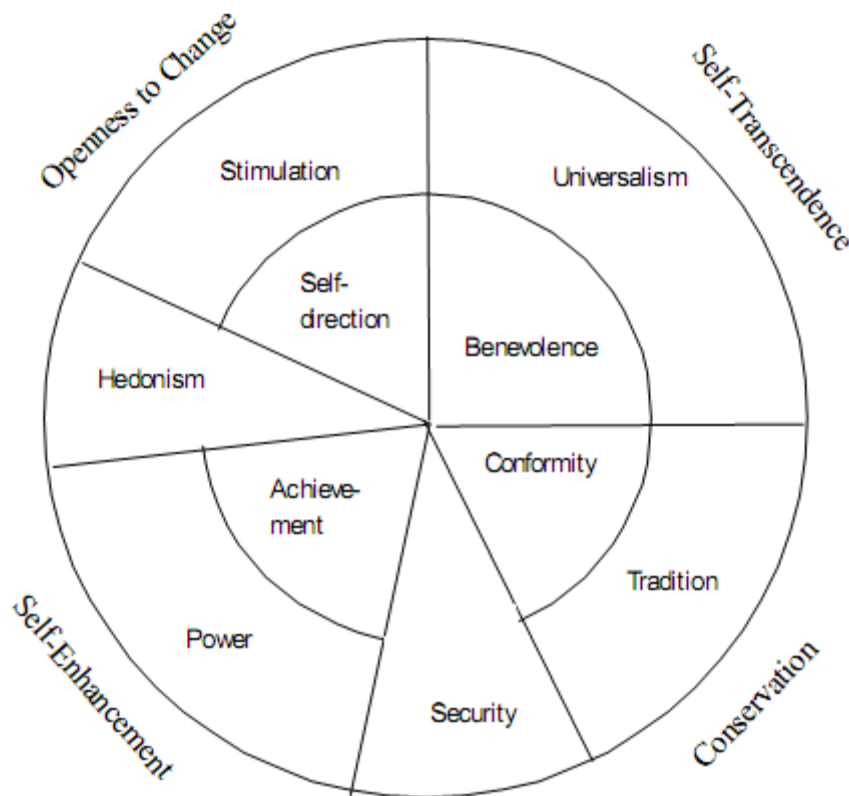 Openness to Change
Self-Transcendence
Stimulation
Universalism
Self-
direction
Benevolence
Hedonism
Conformity
Achieve-
ment
Tradition
Power
Security
Self-Enhancement
Conservation